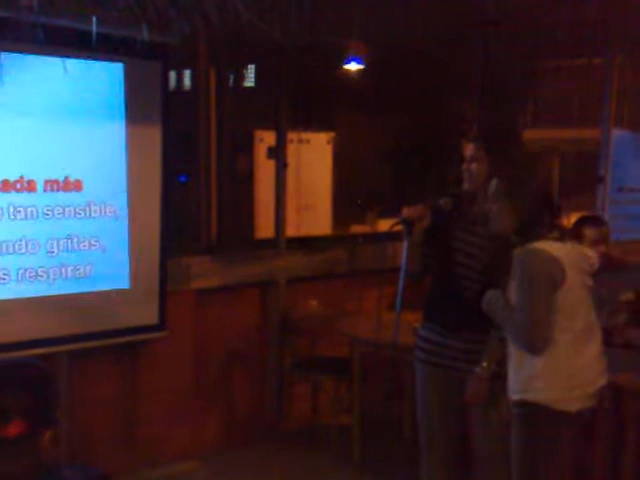 ada más
o tan sensible,
ndo gritas,
s respirar